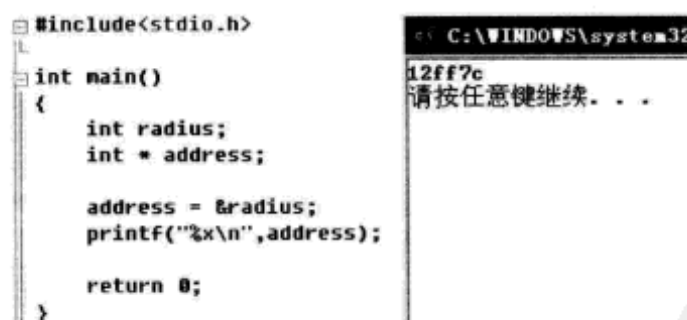 #include<stdio.h>
int main()
{
int radius;
int * address;
address = &radius;
printf("%x\n",address);
return 0;
}
C:\WINDOWS\system32
12ff7c
请按任意键继续. . .